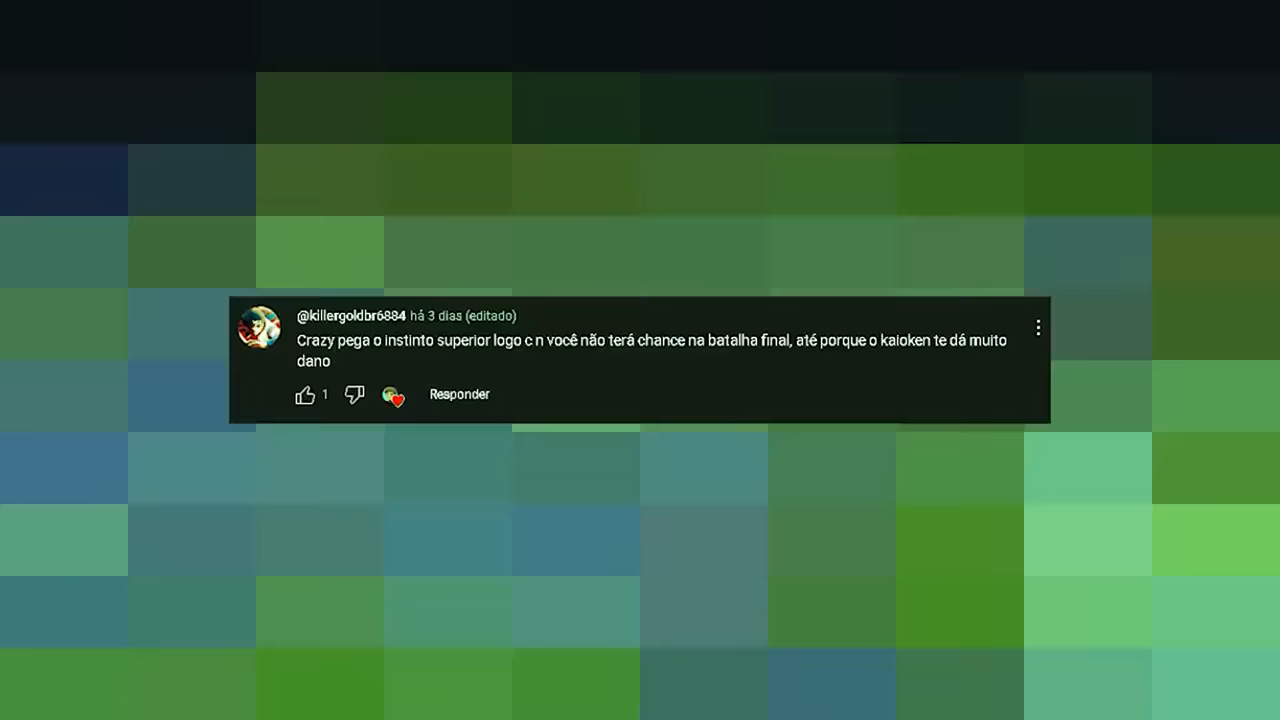 @killergoldbr6884 há 3 dias (editado)
Crazy pega o instinto superior logo c n você não terá chance na batalha final, até porque o kaioken te dá muito
dano
1
Responder